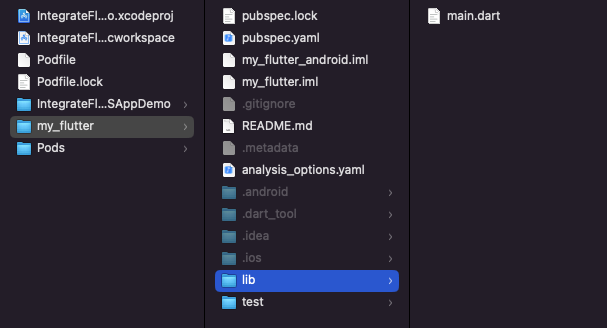 IntegrateFl...o.xcodeproj
IntegrateFl...cworkspace
Podfile
Podfile.lock
IntegrateFl...SAppDemo
my_flutter
Pods
pubspec.lock
pubspec.yaml
my_flutter_android.iml
my_flutter.iml
.gitignore
README.md
.metadata
analysis_options.yaml
.android
.dart_tool
.idea
.ios
lib
test
main.dart